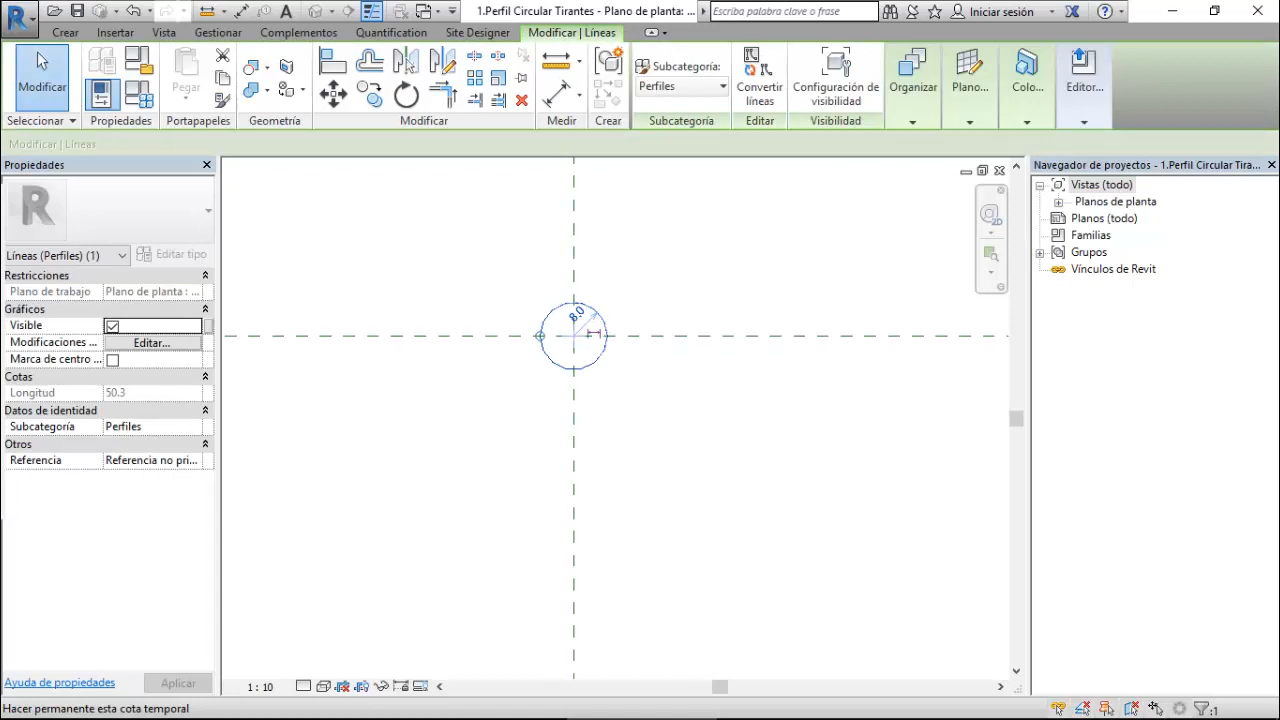 1.Perfil Circular Tirantes - Plano de planta: ...
Escriba palabra clave o frase
Iniciar sesión
Crear
Insertar
Vista
Gestionar
Complementos
Quantification
Site Designer
Modificar | Líneas
Modificar
Pegar
Subcategoría:
Perfiles
Convertir
líneas
Configuración de
visibilidad
Organizar
Plano...
Colo...
Editor...
Seleccionar
Propiedades
Portapapeles
Geometría
Modificar
Medir
Crear
Subcategoría
Editar
Visibilidad
Modificar | Líneas
Propiedades
Líneas (Perfiles) (1)
Editar tipo
Restricciones
Plano de trabajo
Plano de planta : ...
Gráficos
Visible
Modificaciones ...
Editar...
Marca de centro ...
Cotas
Longitud
50.3
Datos de identidad
Subcategoría
Perfiles
Otros
Referencia
Referencia no pri...
Ayuda de propiedades
Aplicar
8.0
2D
1 : 10
Navegador de proyectos - 1.Perfil Circular Tira...
Vistas (todo)
Planos de planta
Planos (todo)
Familias
Grupos
Vínculos de Revit
Hacer permanente esta cota temporal
:1